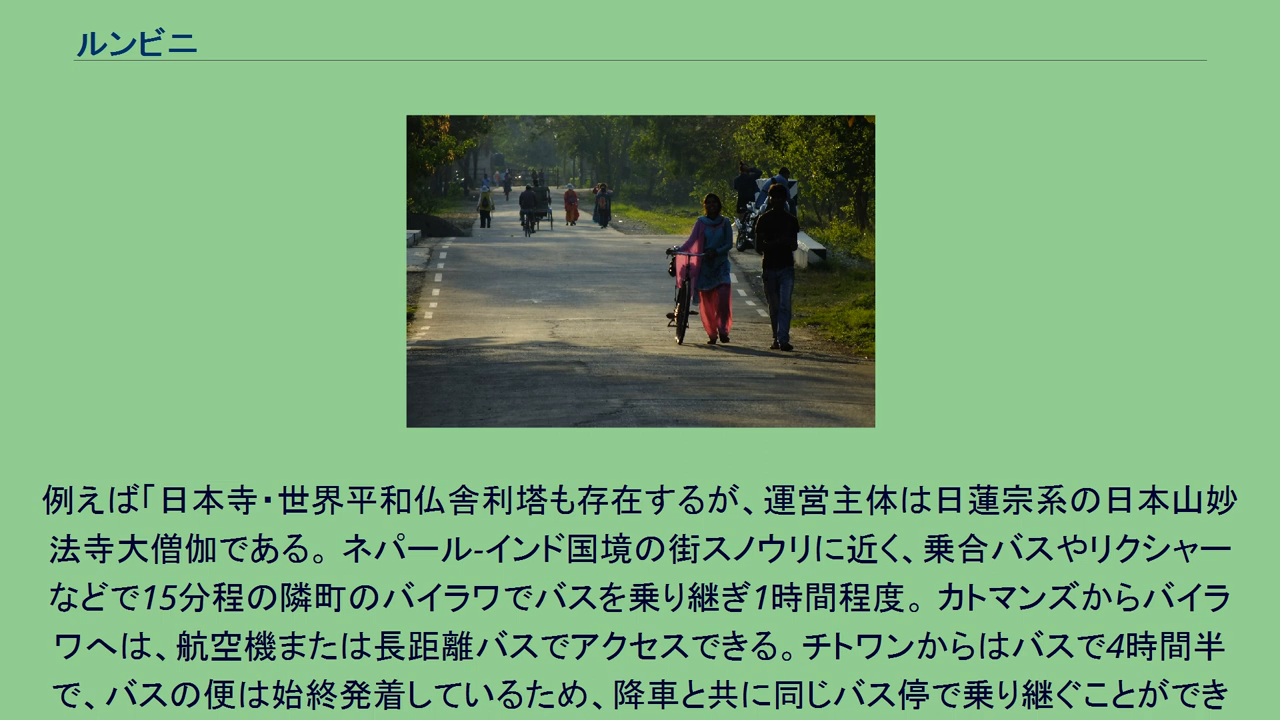 ルンビニ
例えば「日本寺・世界平和仏舎利塔も存在するが、運営主体は日蓮宗系の日本山妙
法寺大僧伽である。ネパール-インド国境の街スノウリに近く、乗合バスやリクシャー
などで15分程の隣町のバイラワでバスを乗り継ぎ1時間程度。カトマンズからバイラ
ワへは、航空機または長距離バスでアクセスできる。チトワンからはバスで4時間半
で、バスの便は始終発着しているため、降車と共に同じバス停で乗り継ぐことができ